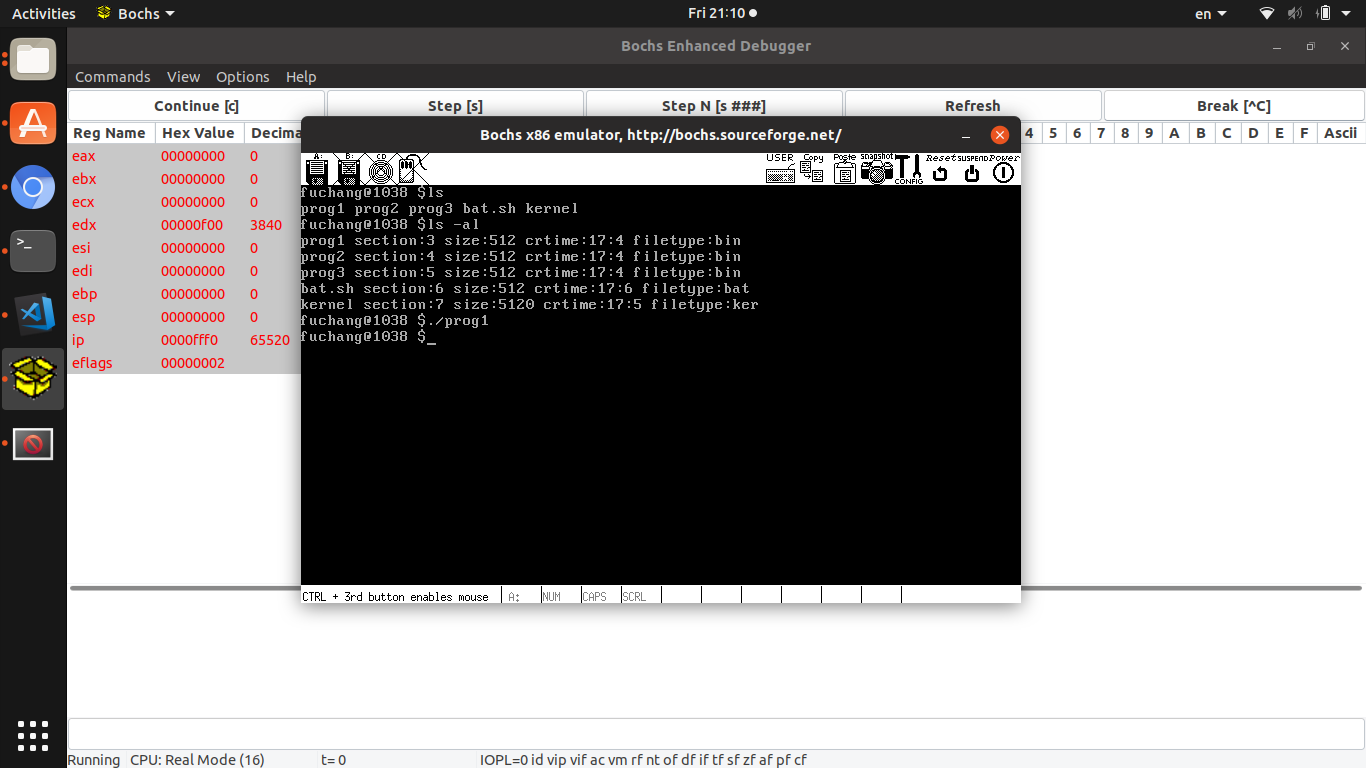 Activities Bochs Fri 21:10 en
Bochs Enhanced Debugger
Commands View Options Help
Continue [c] Step [s] Step N [s ###] Refresh Break [^C]
Reg Name Hex Value Decima 4 5 6 7 8 9 A B C D E F Ascii
eax 00000000 0
ebx 00000000 0
ecx 00000000 0
edx 00000f00 3840
esi 00000000 0
edi 00000000 0
ebp 00000000 0
esp 00000000 0
ip 0000fff0 65520
eflags 00000002
Bochs x86 emulator, http://bochs.sourceforge.net/
A: B: CD USER Copy Poste snapshot CONFIG Reset SUSPEND Power
fuchang@1038 $ls
prog1 prog2 prog3 bat.sh kernel
fuchang@1038 $ls -al
prog1 section:3 size:512 crtime:17:4 filetype:bin
prog2 section:4 size:512 crtime:17:4 filetype:bin
prog3 section:5 size:512 crtime:17:4 filetype:bin
bat.sh section:6 size:512 crtime:17:6 filetype:bat
kernel section:7 size:5120 crtime:17:5 filetype:ker
fuchang@1038 $./prog1
fuchang@1038 $_
CTRL + 3rd button enables mouse A: NUM CAPS SCRL
Running CPU: Real Mode (16) t= 0 IOPL=0 id vip vif ac vm rf nt of df if tf sf zf af pf cf